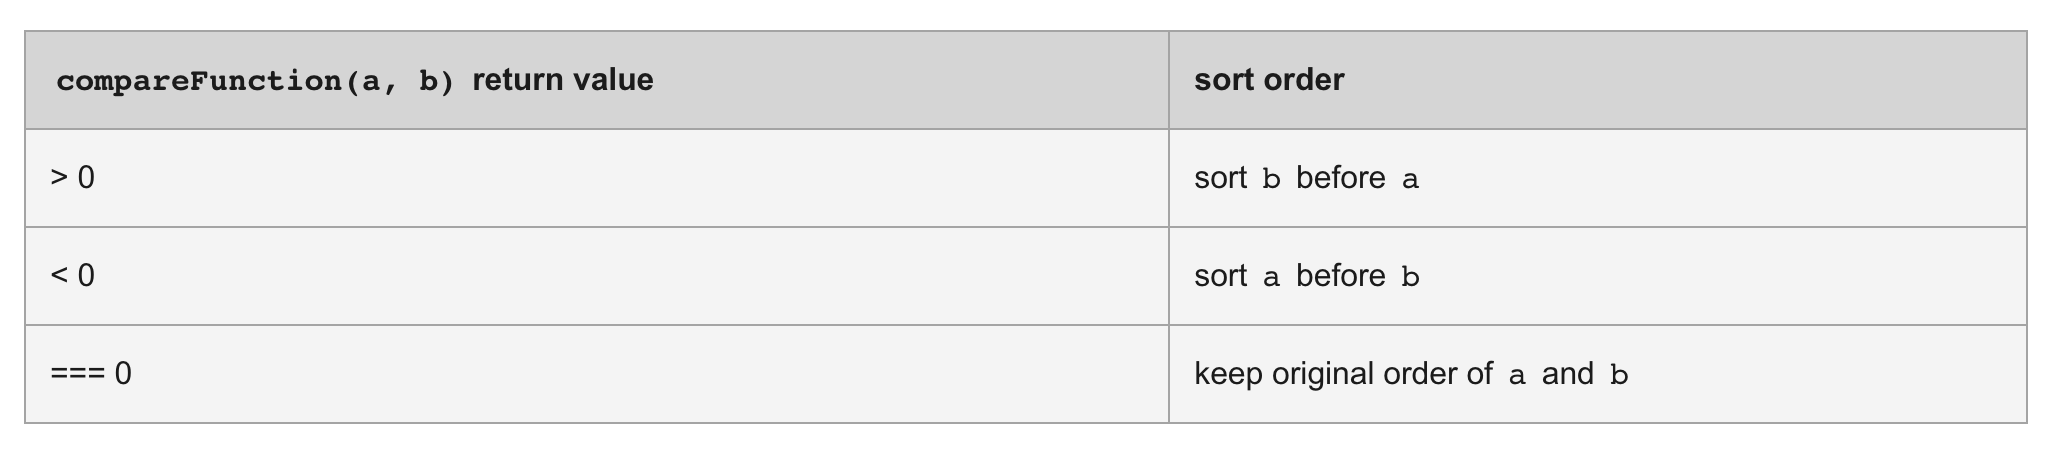 compareFunction(a, b) return value sort order
> 0 sort b before a
< 0 sort a before b
=== 0 keep original order of a and b